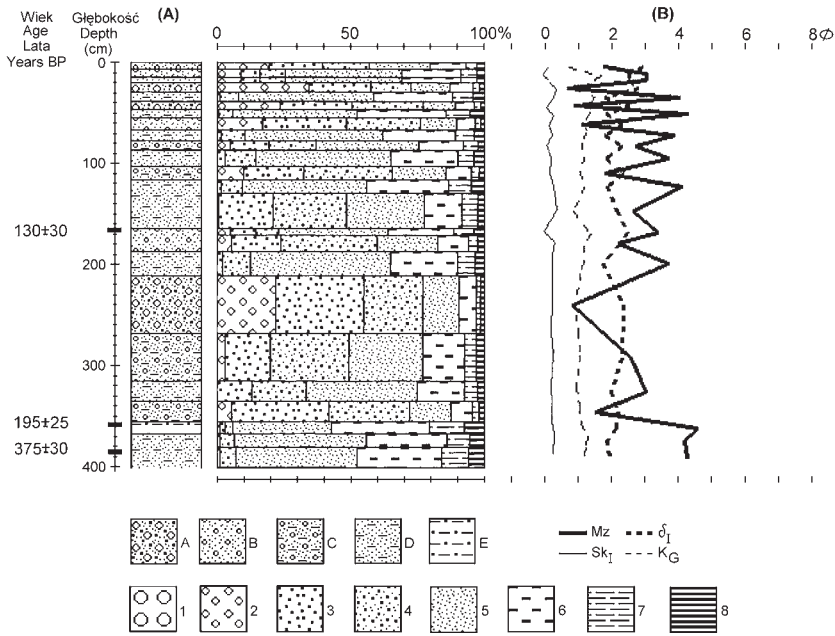 Wiek
Age
Lata
Years BP
Głębokość
Depth
(cm)
(A)
(B)
0 50 100%
0 2 4 6 8Ø
0
100
130±30
200
300
195±25
375±30
400
A B C D E
1 2 3 4 5 6 7 8
Mz δI
SkI KG